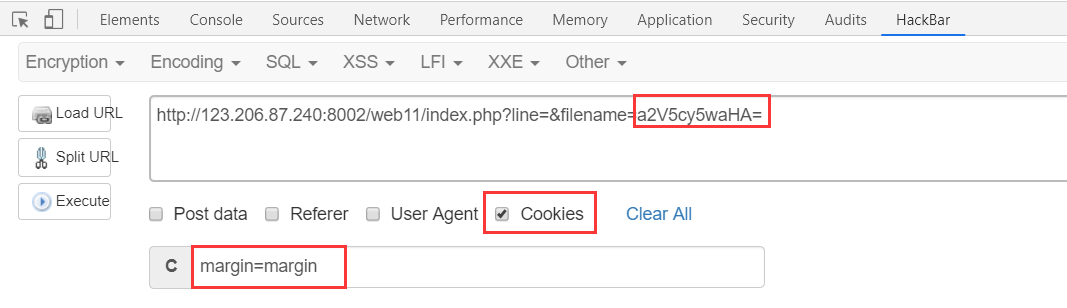 Elements Console Sources Network Performance Memory Application Security Audits HackBar
Encryption Encoding SQL XSS LFI XXE Other
Load URL
http://123.206.87.240:8002/web11/index.php?line=&filename=a2V5cy5waHA=
Split URL
Execute
Post data Referer User Agent Cookies Clear All
C margin=margin